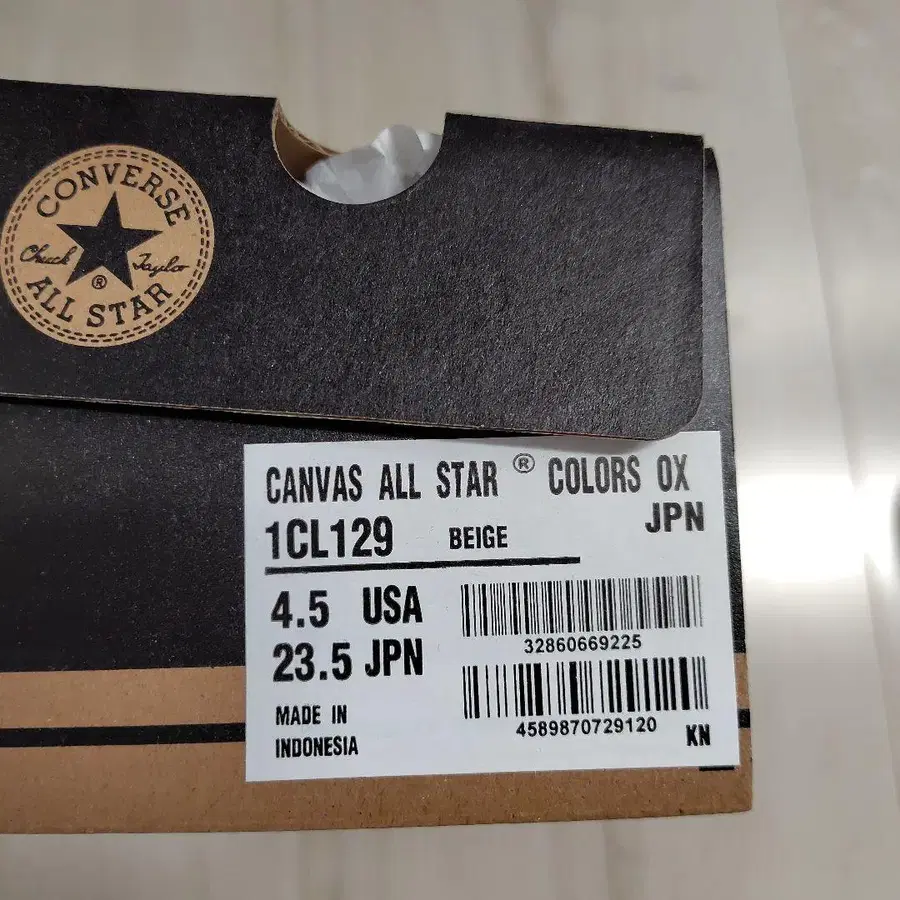 CONVERSE
Chuck Taylor
®
ALL STAR
CANVAS ALL STAR ® COLORS OX
JPN
1CL129 BEIGE
4.5 USA
23.5 JPN
32860669225
4589870729120
MADE IN
INDONESIA
KN